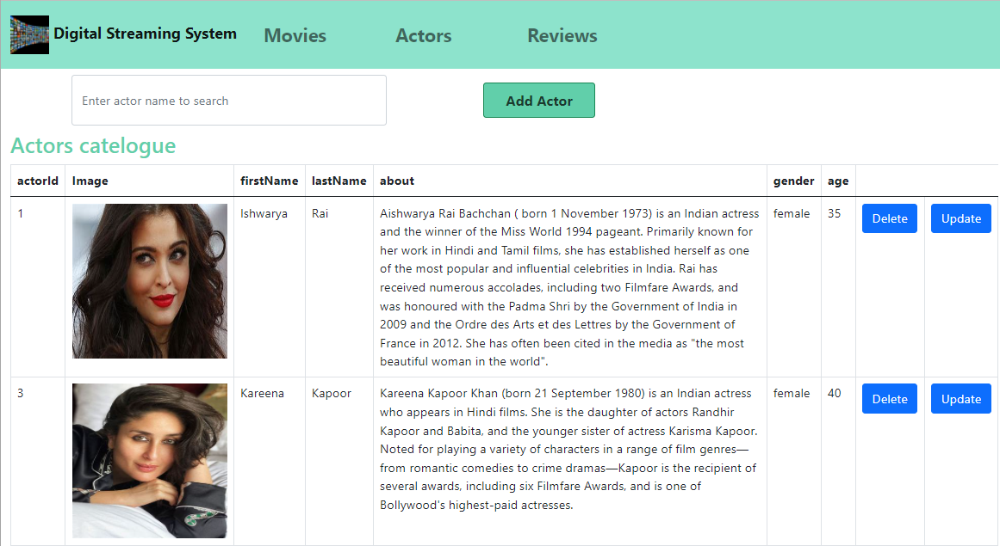 Digital Streaming System Movies Actors Reviews
Enter actor name to search Add Actor
Actors catelogue
actorId Image firstName lastName about gender age
1 Ishwarya Rai Aishwarya Rai Bachchan ( born 1 November 1973) is an Indian actress female 35 Delete Update
and the winner of the Miss World 1994 pageant. Primarily known for
her work in Hindi and Tamil films, she has established herself as one
of the most popular and influential celebrities in India. Rai has
received numerous accolades, including two Filmfare Awards, and
was honoured with the Padma Shri by the Government of India in
2009 and the Ordre des Arts et des Lettres by the Government of
France in 2012. She has often been cited in the media as "the most
beautiful woman in the world".
3 Kareena Kapoor Kareena Kapoor Khan (born 21 September 1980) is an Indian actress female 40 Delete Update
who appears in Hindi films. She is the daughter of actors Randhir
Kapoor and Babita, and the younger sister of actress Karisma Kapoor.
Noted for playing a variety of characters in a range of film genres—
from romantic comedies to crime dramas—Kapoor is the recipient of
several awards, including six Filmfare Awards, and is one of
Bollywood's highest-paid actresses.